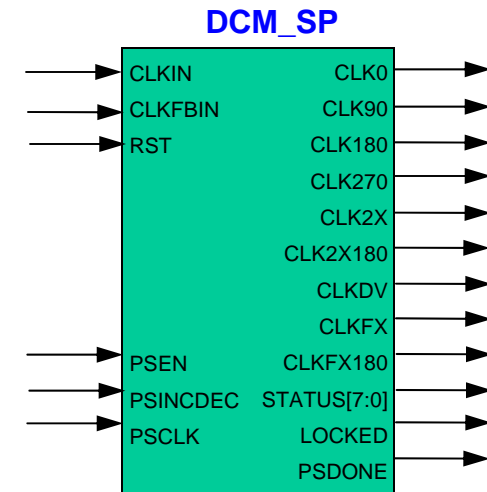 DCM_SP
CLKIN CLK0
CLKFBIN CLK90
RST CLK180
CLK270
CLK2X
CLK2X180
CLKDV
CLKFX
PSEN CLKFX180
PSINCDEC STATUS[7:0]
PSCLK LOCKED
PSDONE